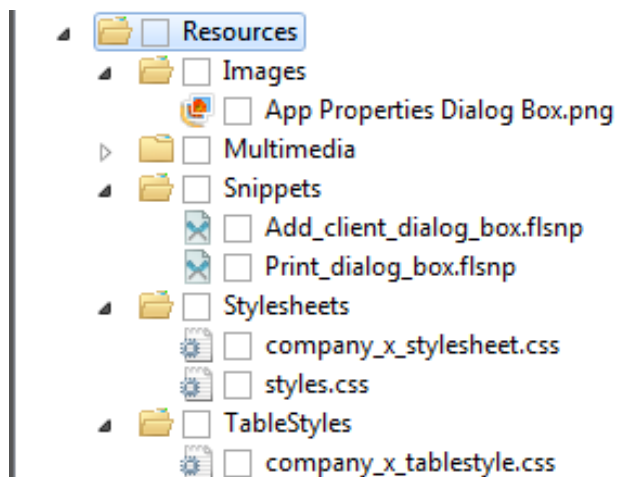 Resources
Images
App Properties Dialog Box.png
Multimedia
Snippets
Add_client_dialog_box.flsnp
Print_dialog_box.flsnp
Stylesheets
company_x_stylesheet.css
styles.css
TableStyles
company_x_tablestyle.css